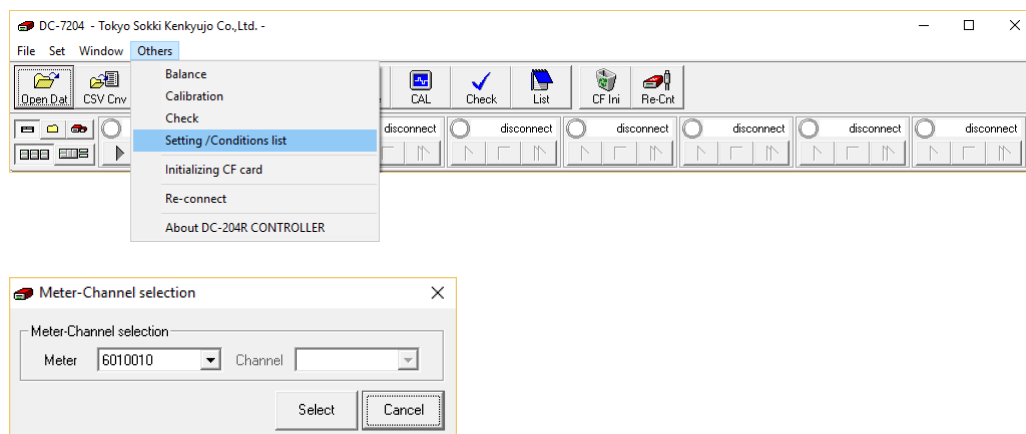 DC-7204 - Tokyo Sokki Kenkyujo Co.,Ltd. -
File Set Window Others
Open Dat CSV Cnv CAL Check List CF Ini Re-Cnt
Balance
Calibration
Check
Setting /Conditions list
Initializing CF card
Re-connect
About DC-204R CONTROLLER
disconnect disconnect disconnect disconnect disconnect disconnect
Meter-Channel selection
Meter-Channel selection
Meter 6010010 Channel
Select Cancel